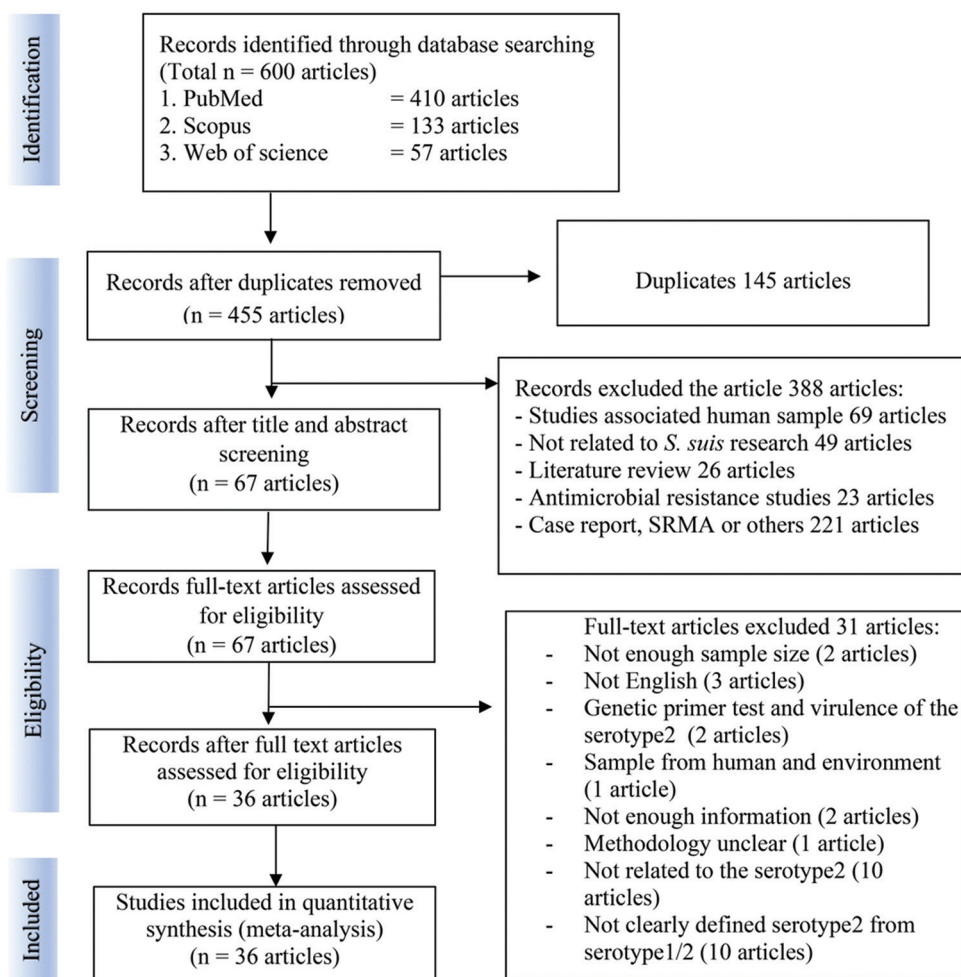 Identification
Records identified through database searching
(Total n = 600 articles)
1. PubMed = 410 articles
2. Scopus = 133 articles
3. Web of science = 57 articles
Screening
Records after duplicates removed
(n = 455 articles)
Duplicates 145 articles
Records excluded the article 388 articles:
- Studies associated human sample 69 articles
- Not related to S. suis research 49 articles
- Literature review 26 articles
- Antimicrobial resistance studies 23 articles
- Case report, SRMA or others 221 articles
Records after title and abstract
screening
(n = 67 articles)
Eligibility
Records full-text articles assessed
for eligibility
(n = 67 articles)
Full-text articles excluded 31 articles:
- Not enough sample size (2 articles)
- Not English (3 articles)
- Genetic primer test and virulence of the
serotype2 (2 articles)
- Sample from human and environment
(1 article)
- Not enough information (2 articles)
- Methodology unclear (1 article)
- Not related to the serotype2 (10
articles)
- Not clearly defined serotype2 from
serotype1/2 (10 articles)
Records after full text articles
assessed for eligibility
(n = 36 articles)
Included
Studies included in quantitative
synthesis (meta-analysis)
(n = 36 articles)